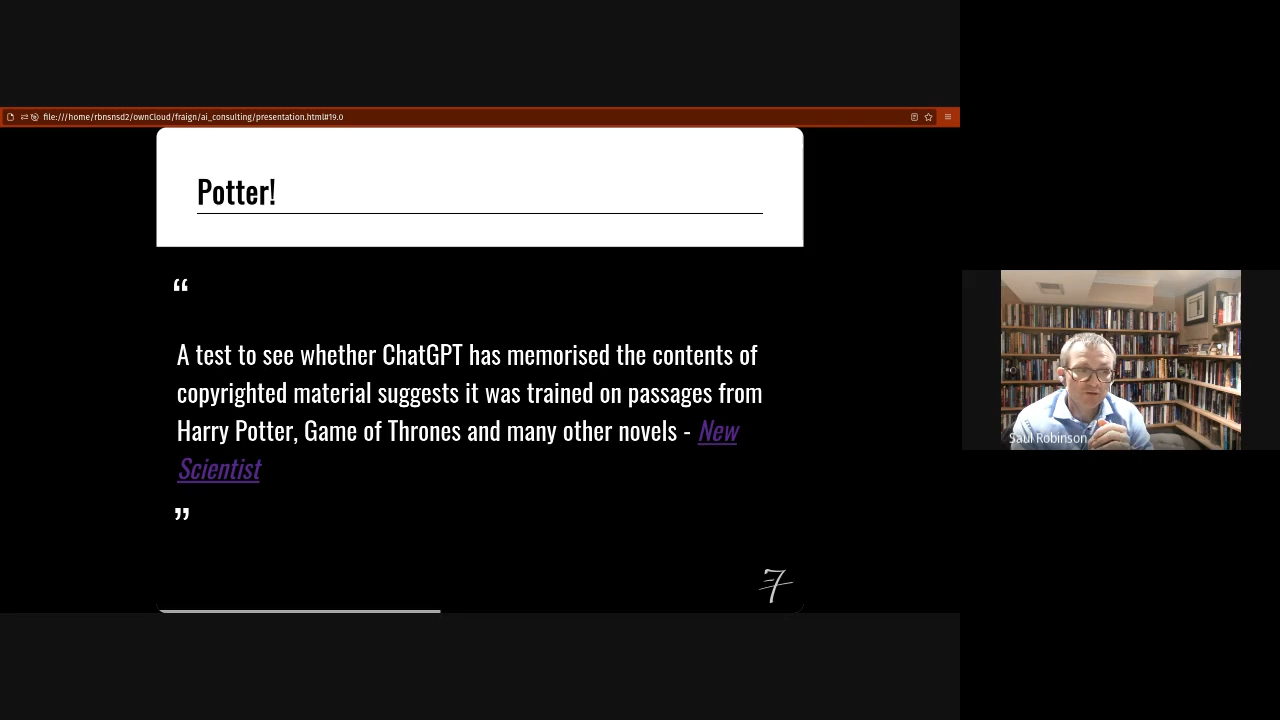 file:///home/rbnsnsd2/ownCloud/fraign/ai_consulting/presentation.html#19.0
Potter!
“
A test to see whether ChatGPT has memorised the contents of
copyrighted material suggests it was trained on passages from
Harry Potter, Game of Thrones and many other novels - New
Scientist
”
Saul Robinson